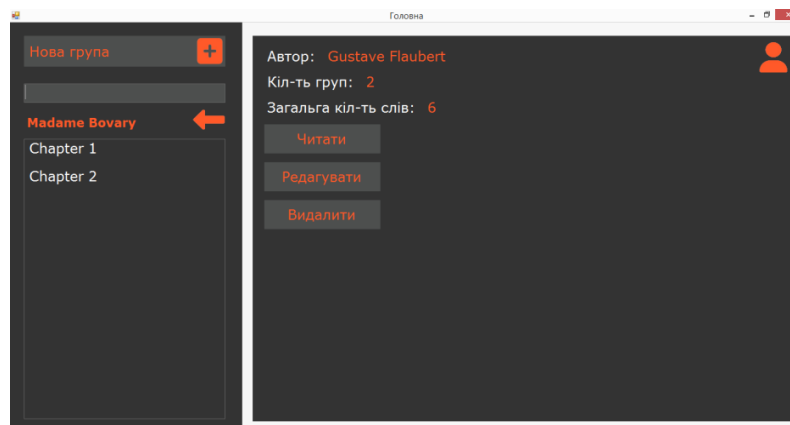 Головна
Нова група
Madame Bovary
Chapter 1
Chapter 2
Автор: Gustave Flaubert
Кіл-ть груп: 2
Загальга кіл-ть слів: 6
Читати
Редагувати
Видалити